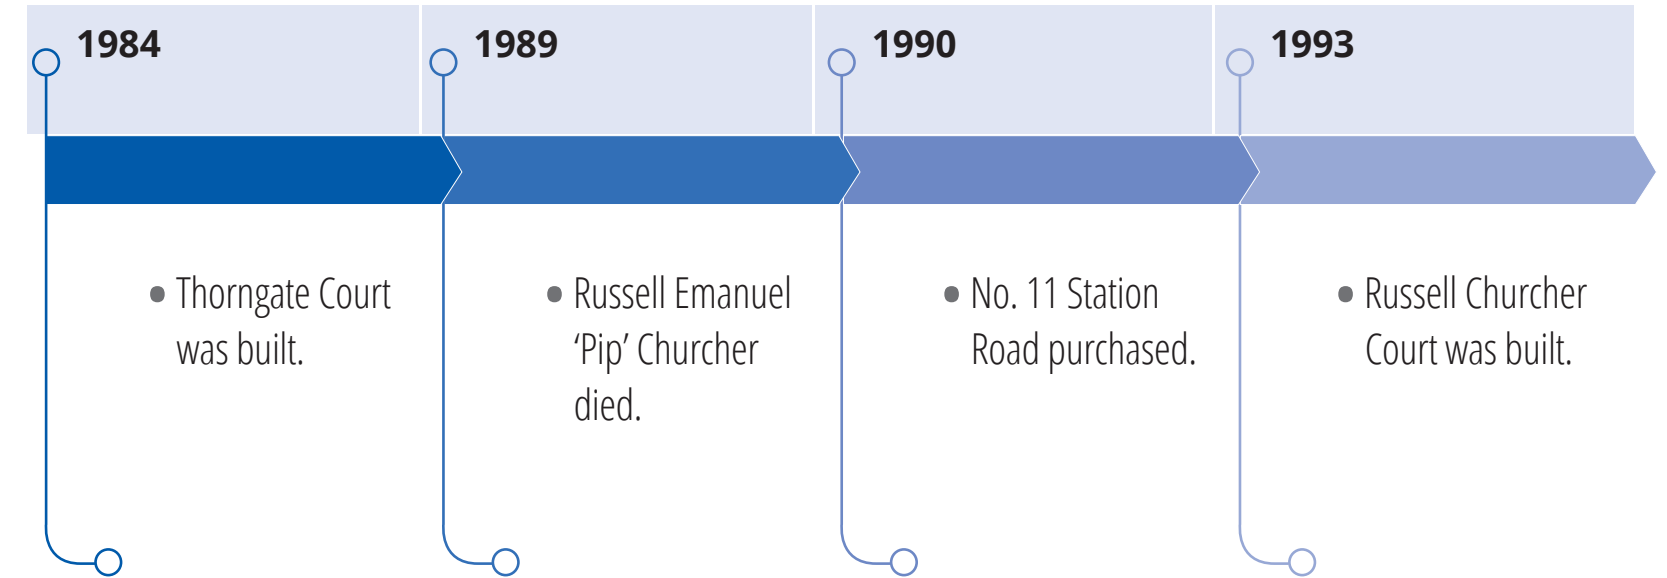 1984
1989
1990
1993
• Thorngate Court
was built.
• Russell Emanuel
‘Pip’ Churcher
died.
• No. 11 Station
Road purchased.
• Russell Churcher
Court was built.